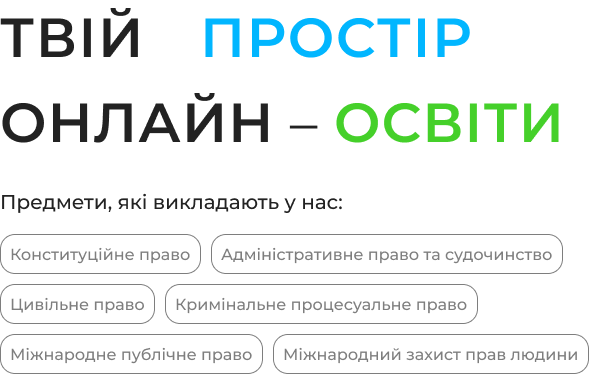 ТВІЙ ПРОСТІР
ОНЛАЙН – ОСВІТИ
Предмети, які викладають у нас:
Конституційне право Адміністративне право та судочинство
Цивільне право Кримінальне процесуальне право
Міжнародне публічне право Міжнародний захист прав людини